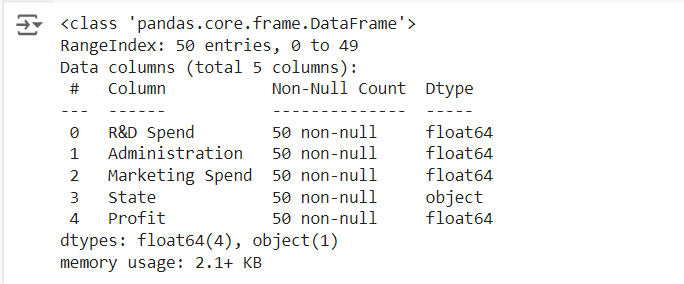 <class 'pandas.core.frame.DataFrame'>
RangeIndex: 50 entries, 0 to 49
Data columns (total 5 columns):
 #   Column           Non-Null Count  Dtype
---  ------           --------------  -----
 0   R&D Spend        50 non-null     float64
 1   Administration   50 non-null     float64
 2   Marketing Spend  50 non-null     float64
 3   State            50 non-null     object
 4   Profit           50 non-null     float64
dtypes: float64(4), object(1)
memory usage: 2.1+ KB